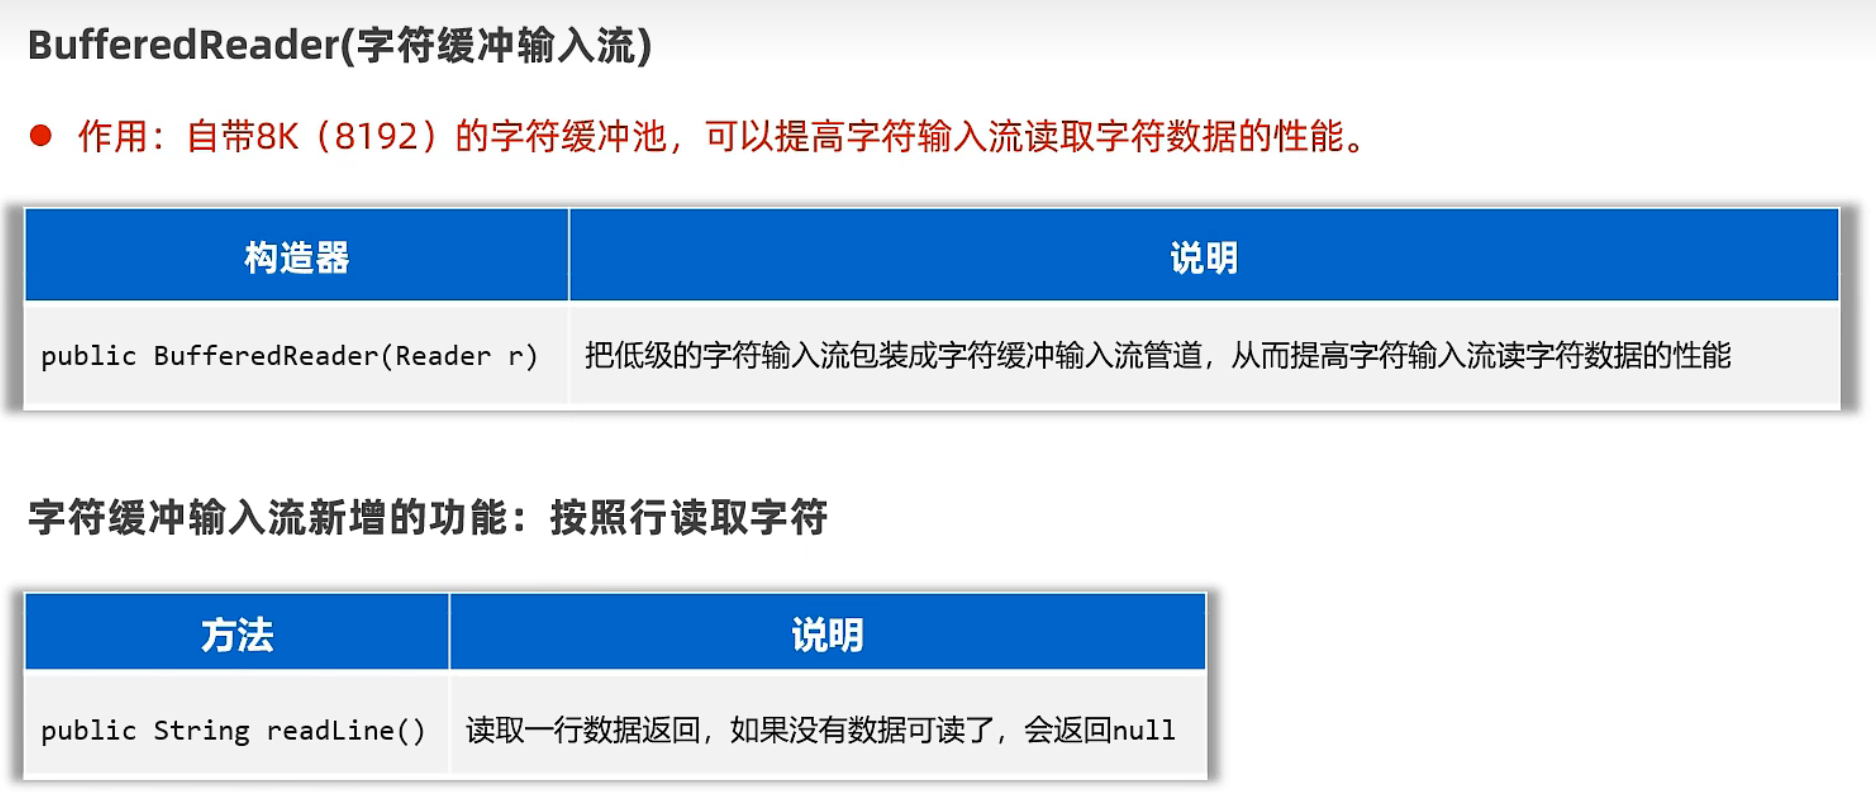 BufferedReader(字符缓冲输入流)
作用：自带8K（8192）的字符缓冲池，可以提高字符输入流读取字符数据的性能。
构造器 说明
public BufferedReader(Reader r) 把低级的字符输入流包装成字符缓冲输入流管道，从而提高字符输入流读字符数据的性能
字符缓冲输入流新增的功能：按照行读取字符
方法 说明
public String readLine() 读取一行数据返回，如果没有数据可读了，会返回null